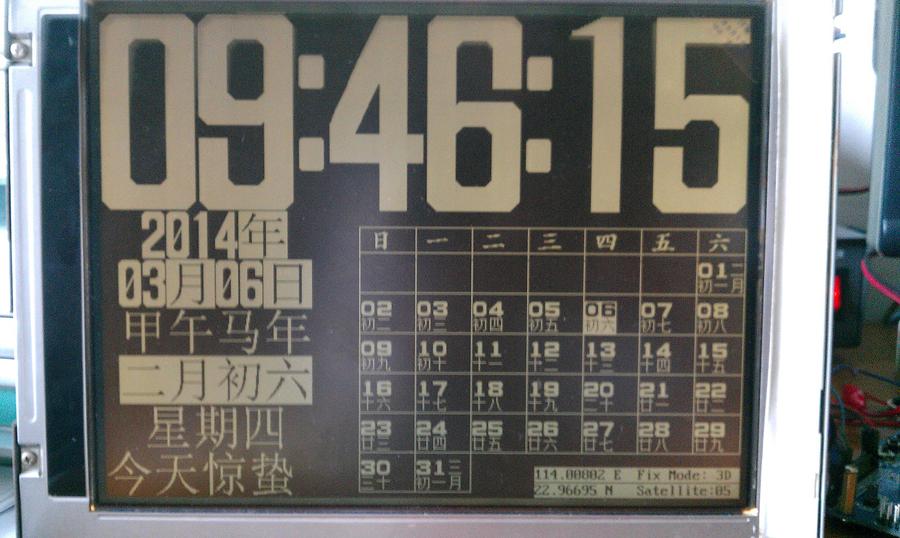 09:46:15
2014年
03月06日
甲午马年
二月初六
星期四
今天惊蛰
日 一 二 三 四 五 六
01 二月
初一
02 03 04 05 06 07 08
初二 初三 初四 初五 初六 初七 初八
09 10 11 12 13 14 15
初九 初十 十一 十二 十三 十四 十五
16 17 18 19 20 21 22
十六 十七 十八 十九 二十 廿一 廿二
23 24 25 26 27 28 29
廿三 廿四 廿五 廿六 廿七 廿八 廿九
30 31 三月
三十 初一
114.00802 E Fix Mode: 3D
22.96695 N Satellite:05